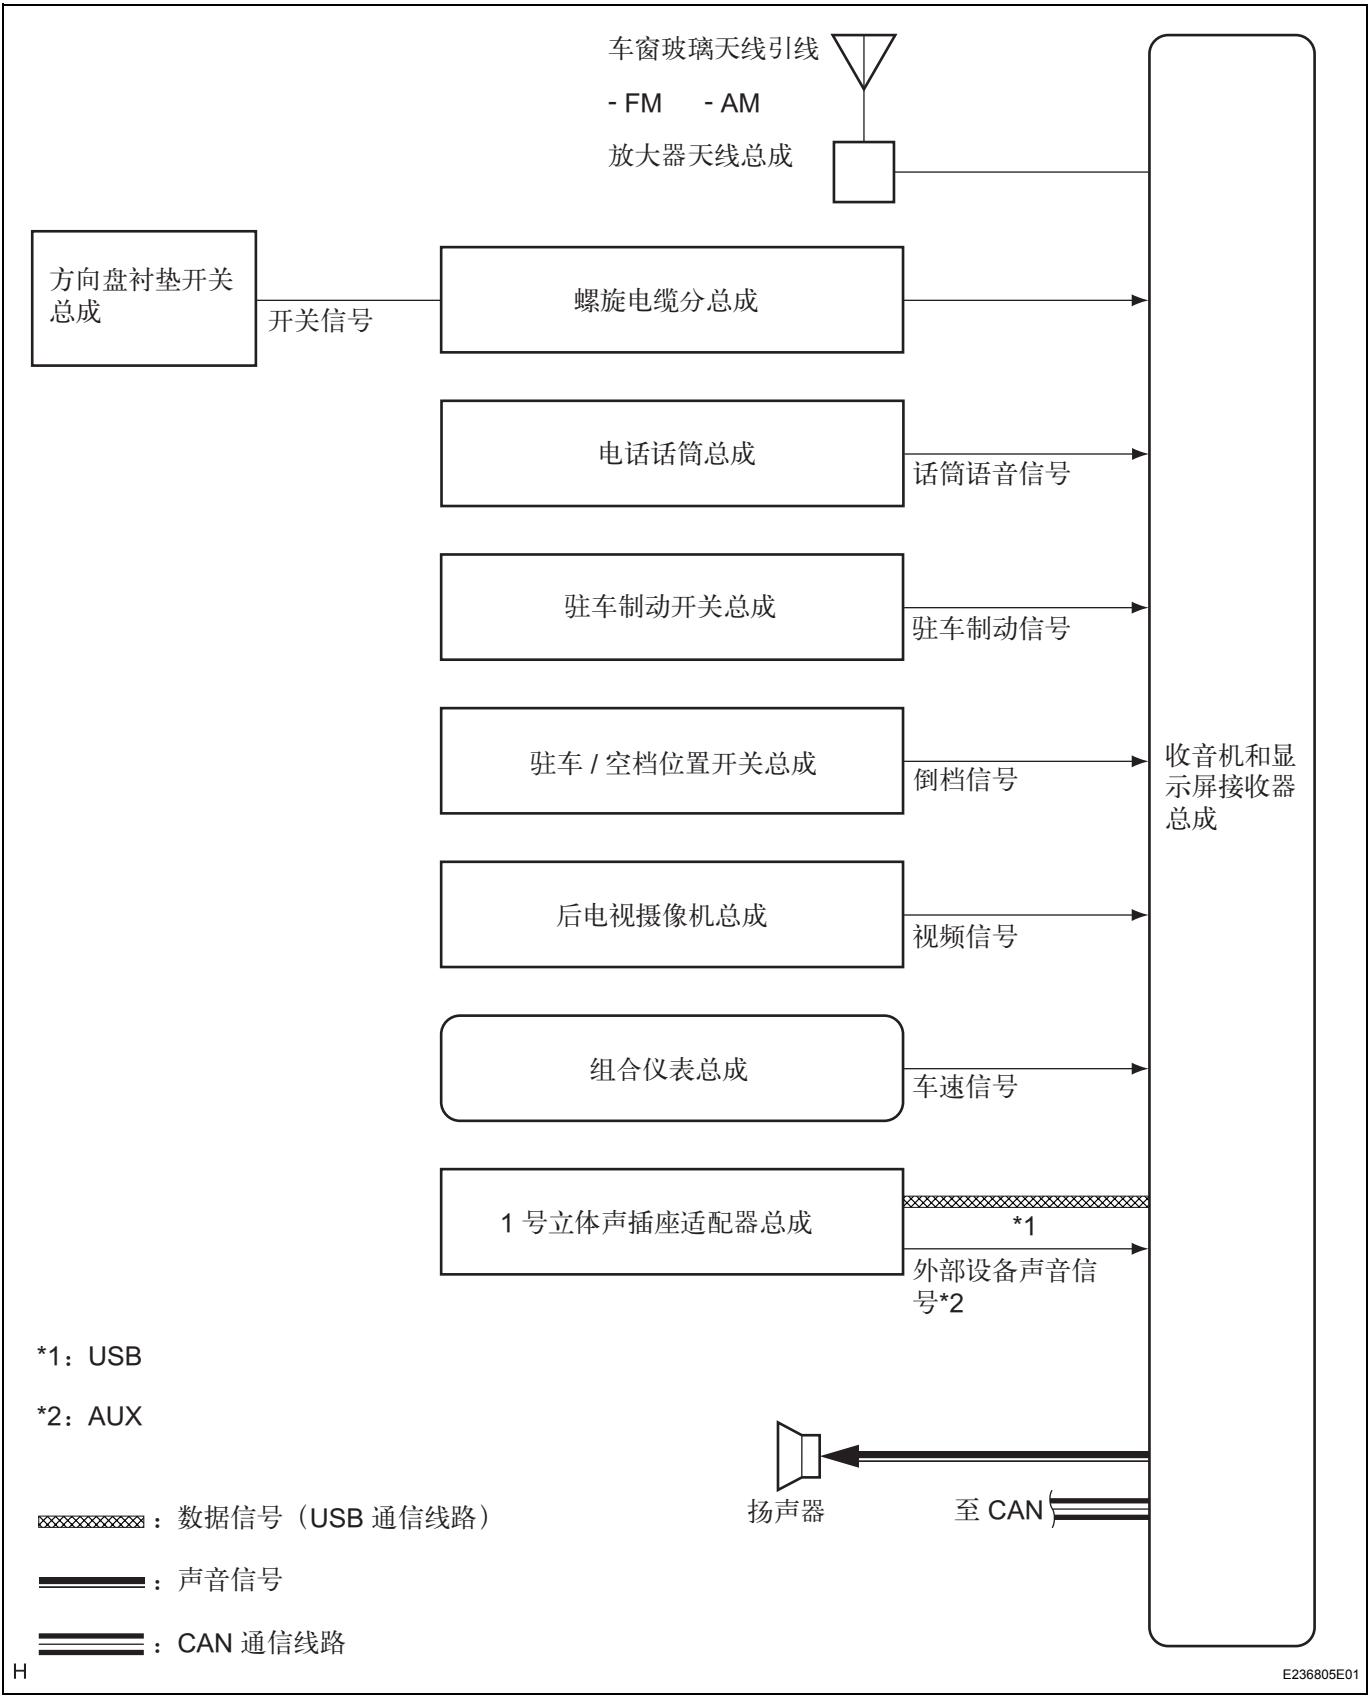 车窗玻璃天线引线
- FM - AM
放大器天线总成
方向盘衬垫开关
总成
开关信号
螺旋电缆分总成
电话话筒总成
话筒语音信号
驻车制动开关总成
驻车制动信号
驻车 / 空档位置开关总成
倒档信号
收音机和显
示屏接收器
总成
后电视摄像机总成
视频信号
组合仪表总成
车速信号
1 号立体声插座适配器总成
*1
外部设备声音信
号*2
*1：USB
*2：AUX
扬声器
至 CAN
：数据信号（USB 通信线路）
：声音信号
：CAN 通信线路
H
E236805E01